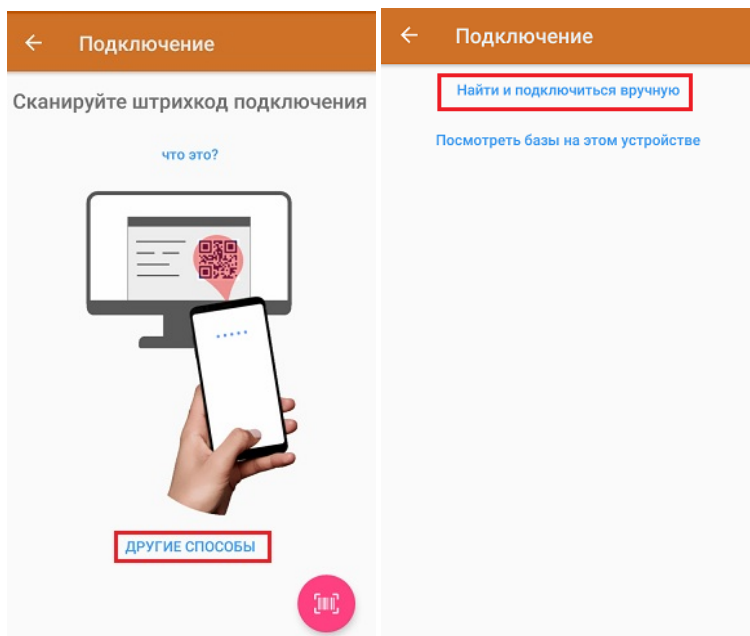 Подключение
Сканируйте штрихкод подключения
что это?
ДРУГИЕ СПОСОБЫ
Подключение
Найти и подключиться вручную
Посмотреть базы на этом устройстве